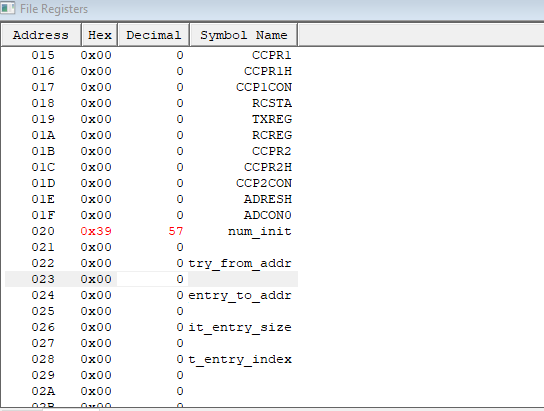 File Registers
Address Hex Decimal Symbol Name
015 0x00 0 CCPR1
016 0x00 0 CCPR1H
017 0x00 0 CCP1CON
018 0x00 0 RCSTA
019 0x00 0 TXREG
01A 0x00 0 RCREG
01B 0x00 0 CCPR2
01C 0x00 0 CCPR2H
01D 0x00 0 CCP2CON
01E 0x00 0 ADRESH
01F 0x00 0 ADCON0
020 0x39 57 num_init
021 0x00 0
022 0x00 0 try_from_addr
023 0x00 0
024 0x00 0 entry_to_addr
025 0x00 0
026 0x00 0 it_entry_size
027 0x00 0
028 0x00 0 t_entry_index
029 0x00 0
02A 0x00 0
02B 0x00 0